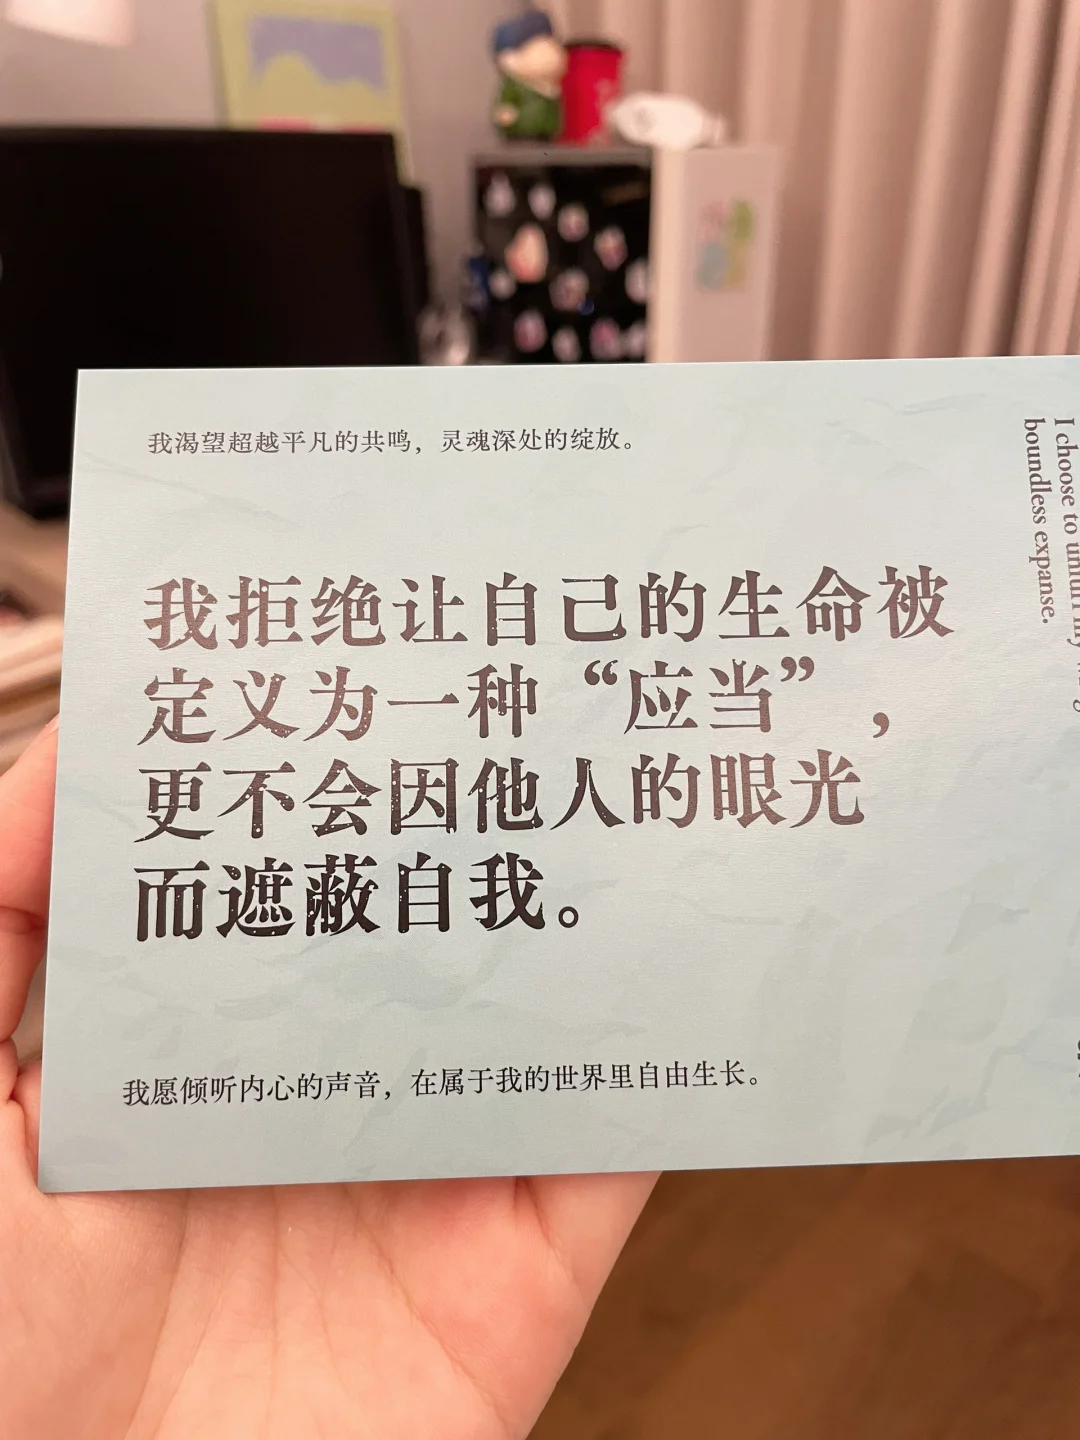 我渴望超越平凡的共鸣，灵魂深处的绽放。
我拒绝让自己的生命被
定义为一种“应当”，
更不会因他人的眼光
而遮蔽自我。
我愿倾听内心的声音，在属于我的世界里自由生长。
I choose to unfurl my
boundless expanse.